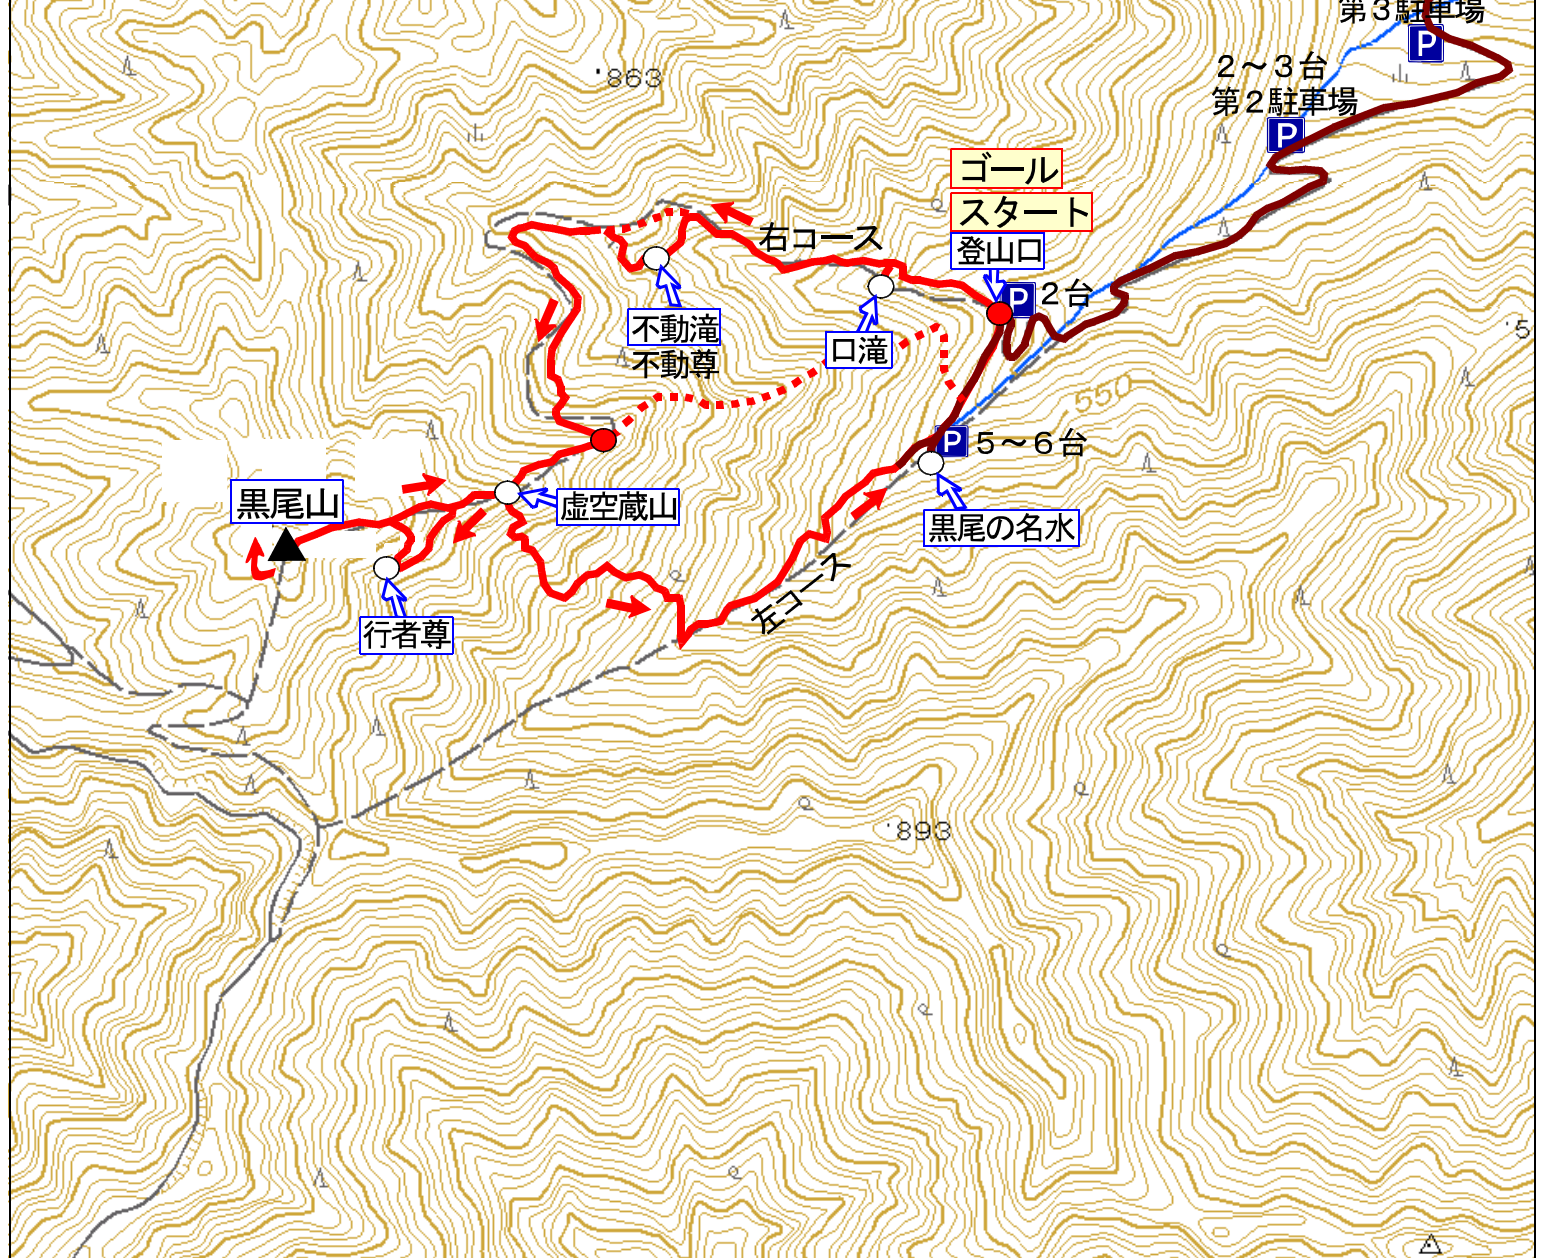 第3駐車場
P
2～3台
第2駐車場
P
'863
ゴール
スタート
登山口
P 2台
右コース
不動滝
不動尊
口滝
'5
550
P 5～6台
黒尾山
虚空蔵山
黒尾の名水
左コース
行者尊
'893